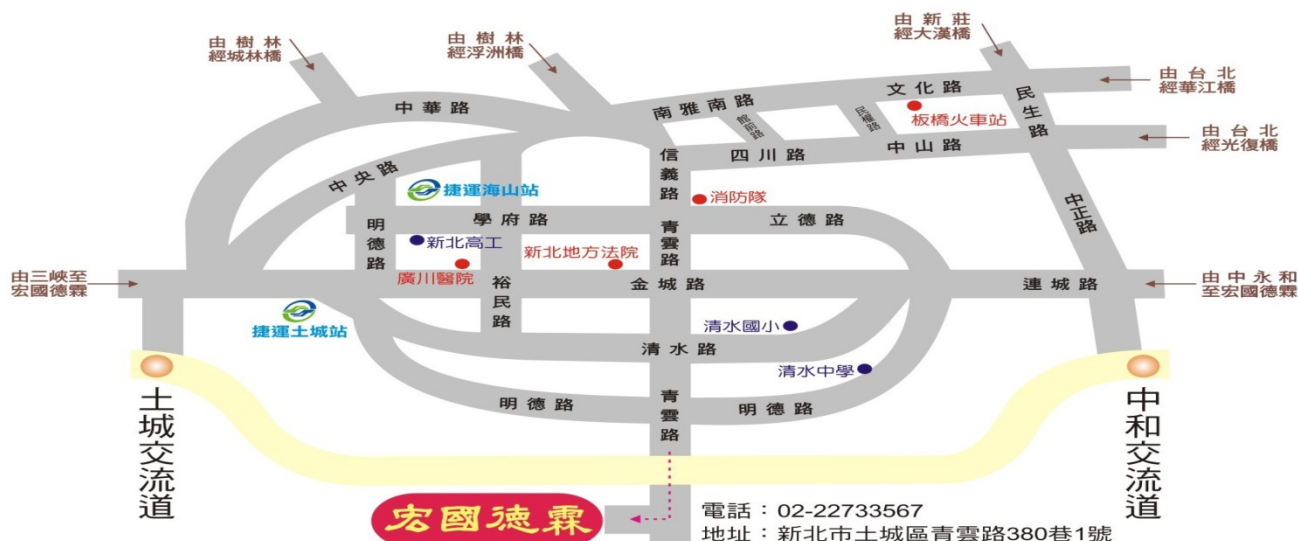 由樹林
經城林橋
由樹林
經浮洲橋
由新莊
經大漢橋
由台北
經華江橋
由台北
經光復橋
中華路
南雅南路
文化路
民生路
館前路
民權路
板橋火車站
信義路
四川路
中山路
中央路
捷運海山站
消防隊
明德路
學府路
青雲路
立德路
中正路
新北高工
新北地方法院
廣川醫院
由三峽至
宏國德霖
裕民路
金城路
連城路
由中永和
至宏國德霖
捷運土城站
清水國小
清水路
清水中學
土城交流道
明德路
青雲路
明德路
中和交流道
宏國德霖
電話：02-22733567
地址：新北市土城區青雲路380巷1號